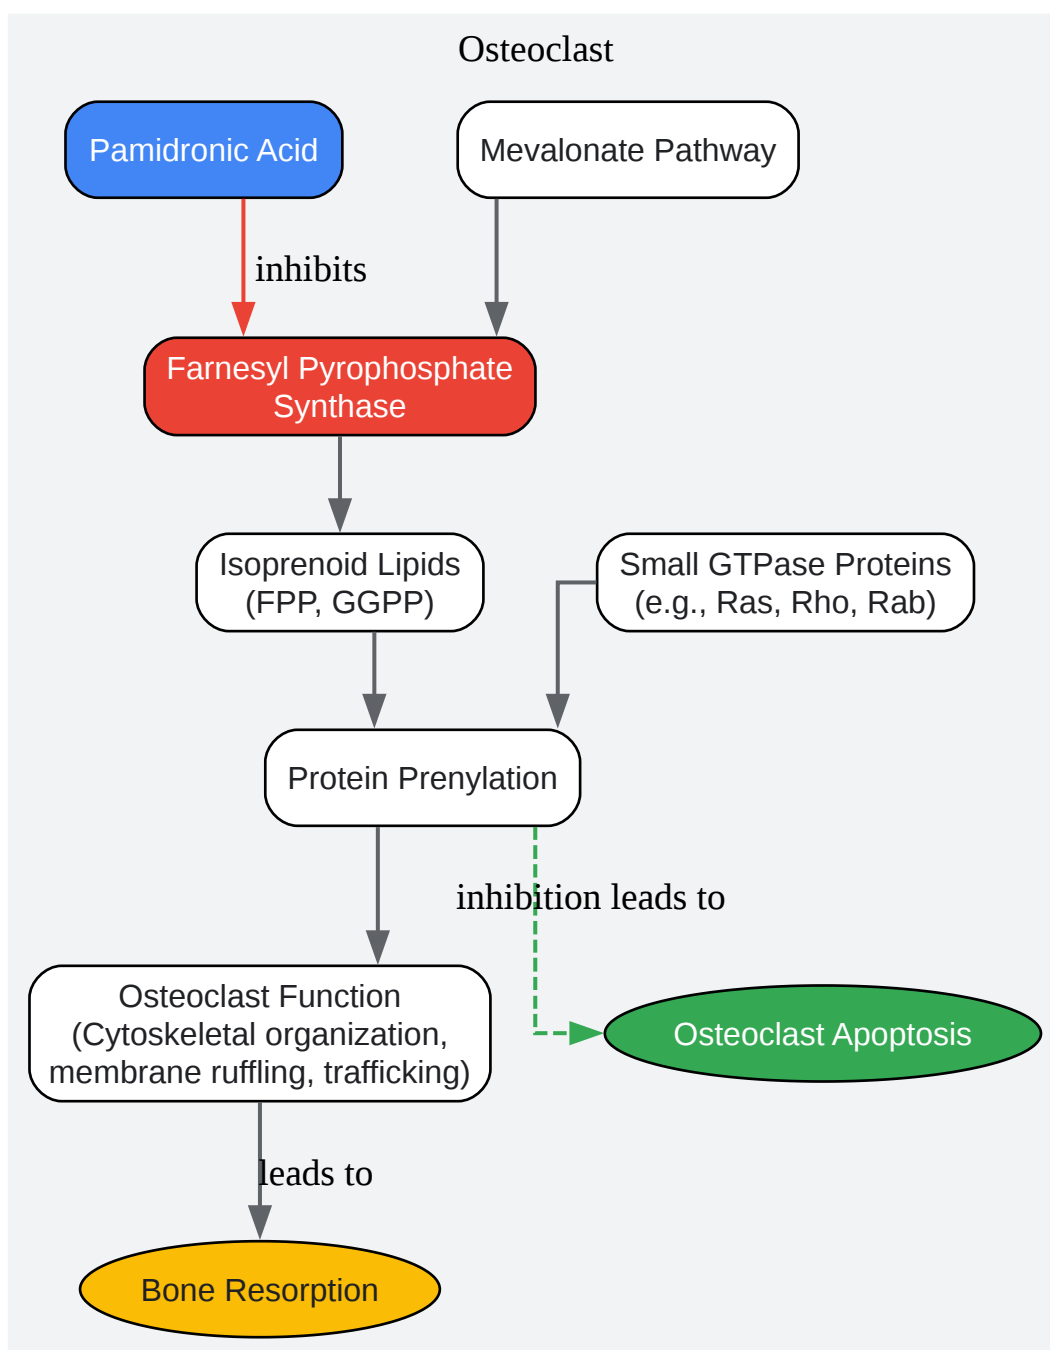 Osteoclast
Pamidronic Acid
Mevalonate Pathway
inhibits
Farnesyl Pyrophosphate
Synthase
Isoprenoid Lipids
(FPP, GGPP)
Small GTPase Proteins
(e.g., Ras, Rho, Rab)
Protein Prenylation
inhibition leads to
Osteoclast Function
(Cytoskeletal organization,
membrane ruffling, trafficking)
Osteoclast Apoptosis
leads to
Bone Resorption